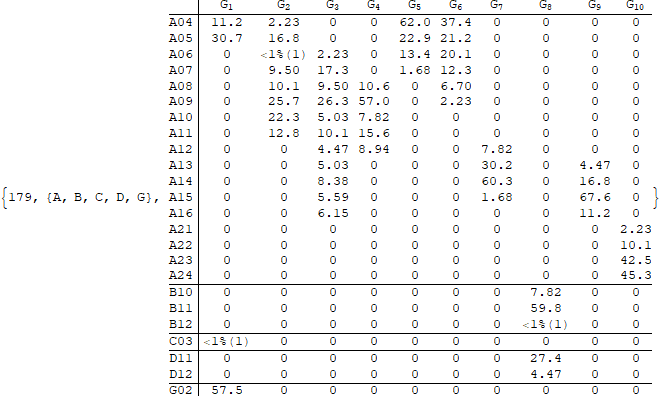 G₁ G₂ G₃ G₄ G₅ G₆ G₇ G₈ G₉ G₁₀
A04 11.2 2.23 0 0 62.0 37.4 0 0 0 0
A05 30.7 16.8 0 0 22.9 21.2 0 0 0 0
A06 0 <1%(1) 2.23 0 13.4 20.1 0 0 0 0
A07 0 9.50 17.3 0 1.68 12.3 0 0 0 0
A08 0 10.1 9.50 10.6 0 6.70 0 0 0 0
A09 0 25.7 26.3 57.0 0 2.23 0 0 0 0
A10 0 22.3 5.03 7.82 0 0 0 0 0 0
A11 0 12.8 10.1 15.6 0 0 0 0 0 0
A12 0 0 4.47 8.94 0 0 7.82 0 0 0
A13 0 0 5.03 0 0 0 30.2 0 4.47 0
A14 0 0 8.38 0 0 0 60.3 0 16.8 0
{179, {A, B, C, D, G}, A15 0 0 5.59 0 0 0 1.68 0 67.6 0 }
A16 0 0 6.15 0 0 0 0 0 11.2 0
A21 0 0 0 0 0 0 0 0 0 2.23
A22 0 0 0 0 0 0 0 0 0 10.1
A23 0 0 0 0 0 0 0 0 0 42.5
A24 0 0 0 0 0 0 0 0 0 45.3
B10 0 0 0 0 0 0 0 7.82 0 0
B11 0 0 0 0 0 0 0 59.8 0 0
B12 0 0 0 0 0 0 0 <1%(1) 0 0
C03 <1%(1) 0 0 0 0 0 0 0 0 0
D11 0 0 0 0 0 0 0 27.4 0 0
D12 0 0 0 0 0 0 0 4.47 0 0
G02 57.5 0 0 0 0 0 0 0 0 0